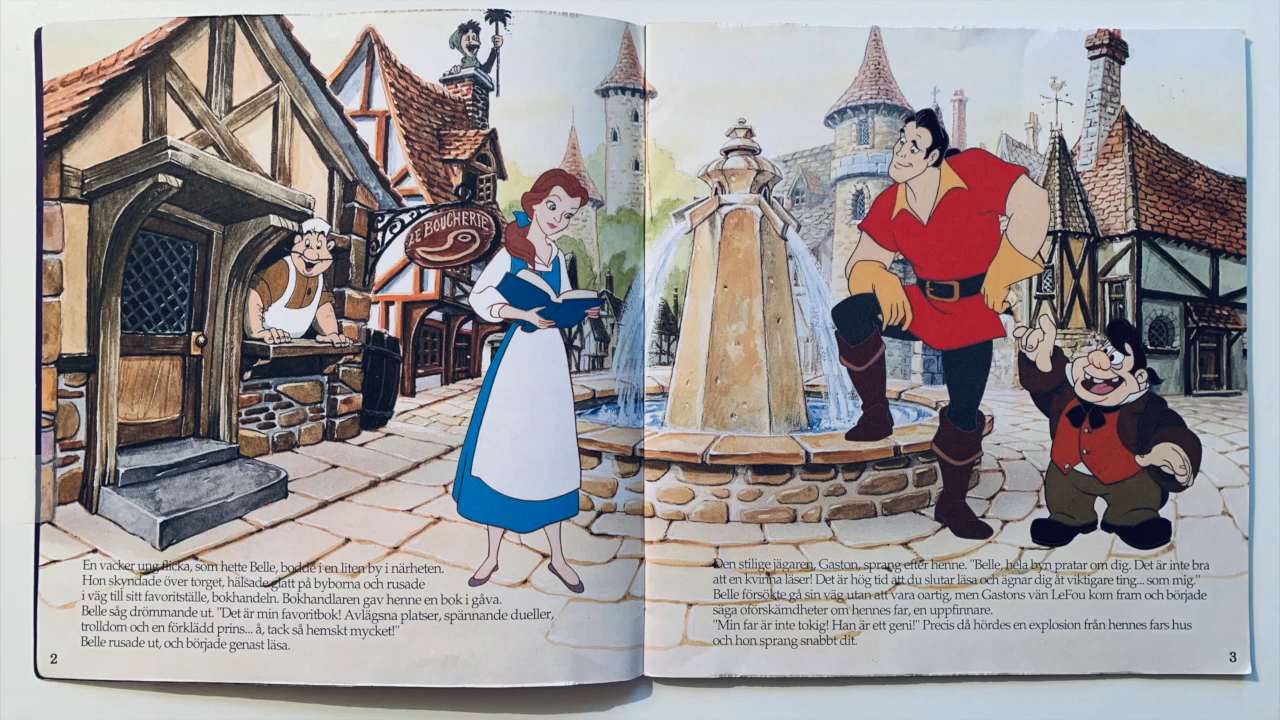 LE BOUCHERIE
En vacker ung flicka, som hette Belle, bodde i en liten by i närheten.
Hon skyndade över torget, hälsade glatt på byborna och rusade
i väg till sitt favoritställe, bokhandeln. Bokhandlaren gav henne en bok i gåva.
Belle såg drömmande ut. "Det är min favoritbok! Avlägsna platser, spännande dueller,
trolldom och en förklädd prins... å, tack så hemskt mycket!"
Belle rusade ut, och började genast läsa.
2
Den stilige jägaren, Gaston, sprang efter henne. "Belle, hela byn pratar om dig. Det är inte bra
att en kvinna läser! Det är hög tid att du slutar läsa och ägnar dig åt viktigare ting... som mig."
Belle försökte gå sin väg utan att vara oartig, men Gastons vän LeFou kom fram och började
säga oförskämdheter om hennes far, en uppfinnare.
"Min far är inte tokig! Han är ett geni!" Precis då hördes en explosion från hennes fars hus
och hon sprang snabbt dit.
3